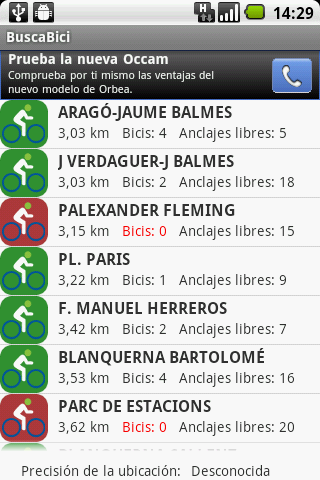 H
14:29
BuscaBici
Prueba la nueva Occam
Comprueba por ti mismo las ventajas del
nuevo modelo de Orbea.
ARAGÓ-JAUME BALMES
3,03 km Bicis: 4 Anclajes libres: 5
J VERDAGUER-J BALMES
3,03 km Bicis: 2 Anclajes libres: 18
PALEXANDER FLEMING
3,15 km Bicis: 0 Anclajes libres: 15
PL. PARIS
3,22 km Bicis: 1 Anclajes libres: 9
F. MANUEL HERREROS
3,42 km Bicis: 2 Anclajes libres: 7
BLANQUERNA BARTOLOMÉ
3,53 km Bicis: 4 Anclajes libres: 16
PARC DE ESTACIONS
3,62 km Bicis: 0 Anclajes libres: 20
Precisión de la ubicación: Desconocida